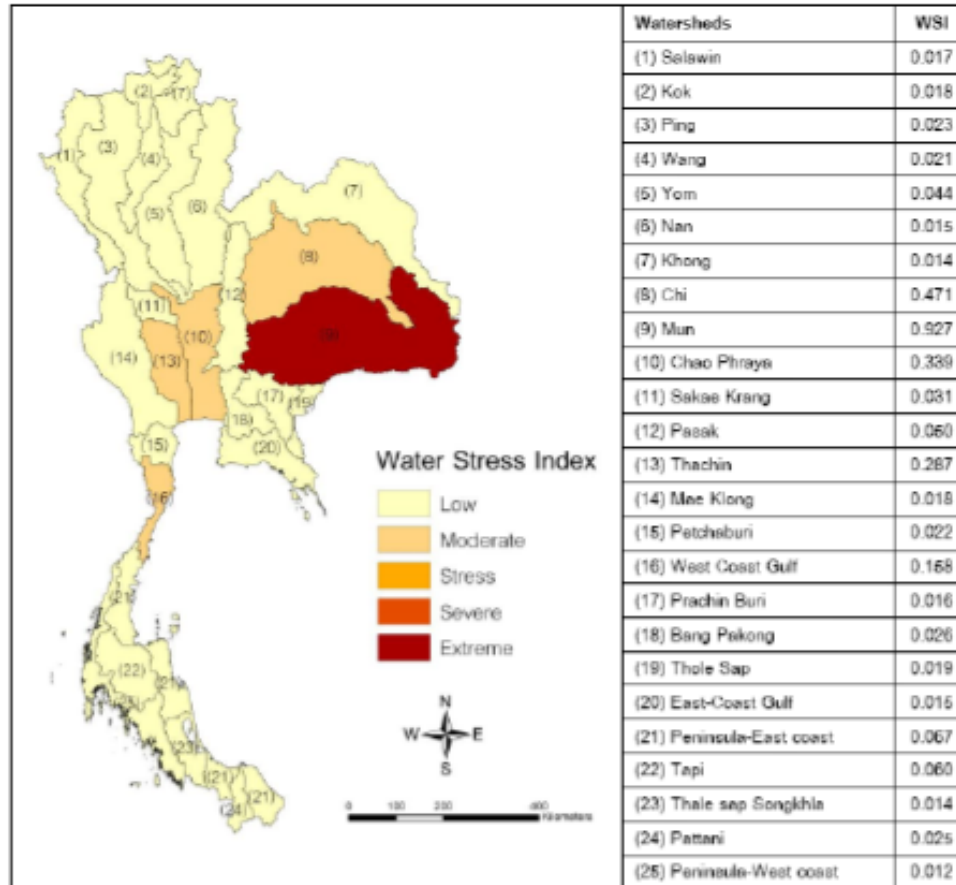 Watersheds WSI
(1) Salawin 0.017
(2) Kok 0.018
(3) Ping 0.023
(4) Wang 0.021
(5) Yom 0.044
(6) Nan 0.015
(7) Khong 0.014
(8) Chi 0.471
(9) Mun 0.927
(10) Chao Phraya 0.339
(11) Sakae Krang 0.031
(12) Pasak 0.050
(13) Thachin 0.287
(14) Mae Klong 0.018
(15) Petchaburi 0.022
(16) West Coast Gulf 0.158
(17) Prachin Buri 0.016
(18) Bang Pakong 0.026
(19) Thole Sap 0.019
(20) East-Coast Gulf 0.015
(21) Peninsula-East coast 0.067
(22) Tapi 0.060
(23) Thale sap Songkhla 0.014
(24) Pattani 0.025
(25) Peninsula-West coast 0.012
(2)
(7)
(3)
(1)
(4)
(5)
(6)
(7)
(8)
(12)
(11)
(10)
(9)
(14)
(13)
(17)
(19)
(18)
(20)
(15)
(16)
(21)
(22)
(21)
(25)
(23)
(21)
(21)
(24)
Water Stress Index
Low
Moderate
Stress
Severe
Extreme
N
W E
S
0 100 200 400
Kilometers